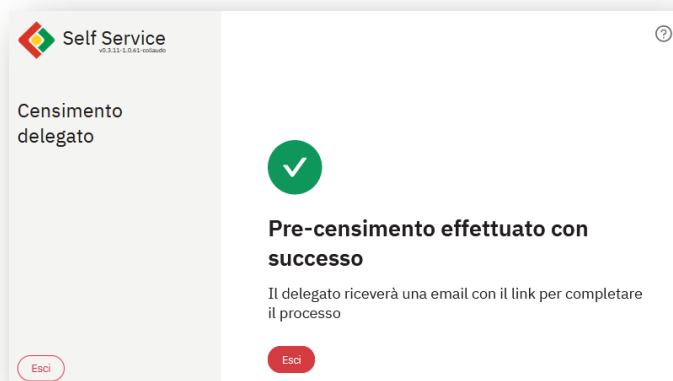 Self Service
v0.3.11-1.0.61-collaudo
Censimento
delegato
Pre-censimento effettuato con
successo
Il delegato riceverà una email con il link per completare
il processo
Esci
Esci